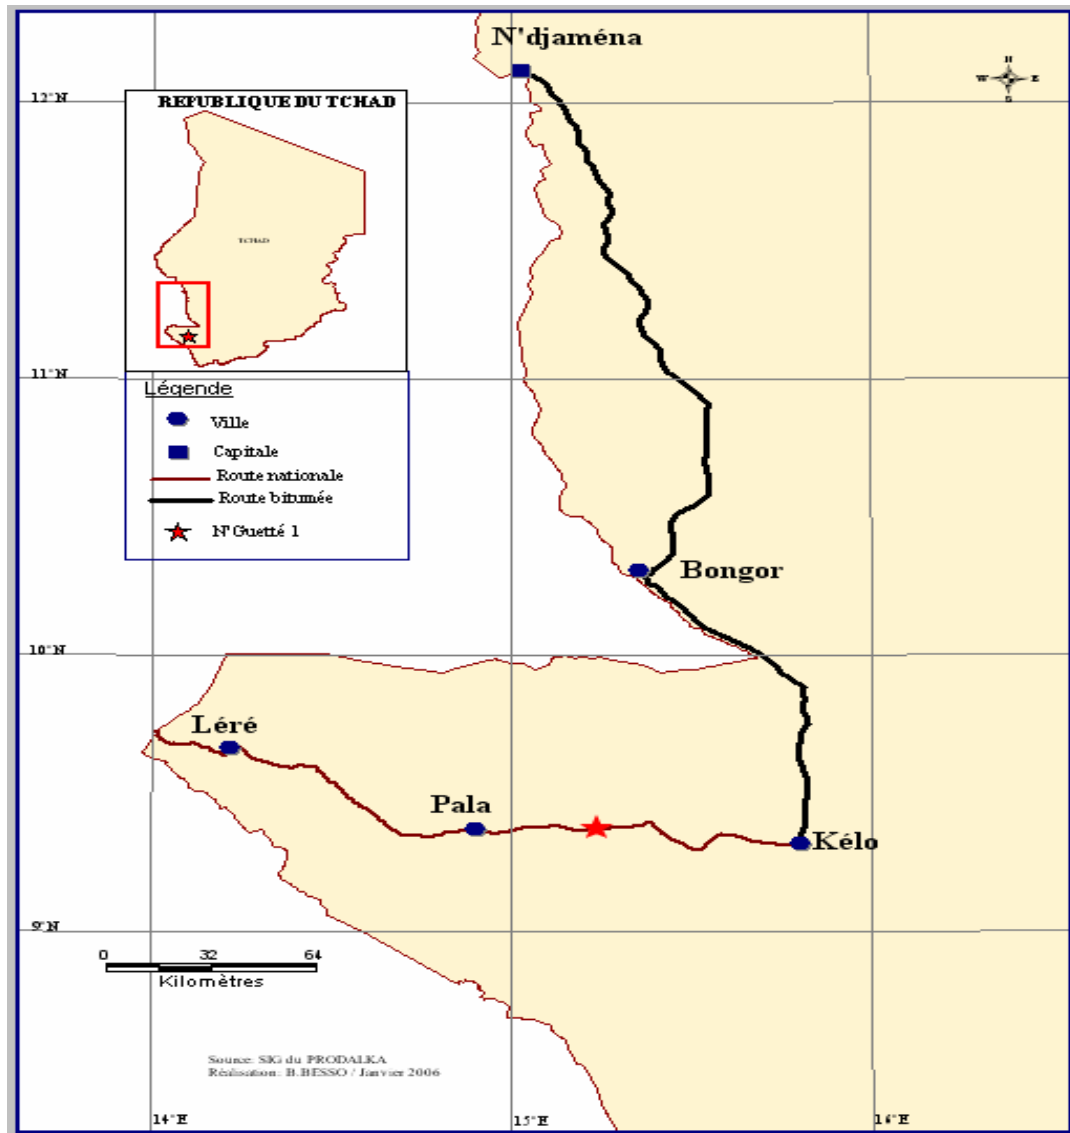 N'djaména
N
W E
S
12°N
REPUBLIQUE DU TCHAD
TCHAD
11°N
Légende
Ville
Capitale
Route nationale
Route bitumée
N'Guetté 1
Bongor
10°N
Léré
Pala
Kélo
9°N
0 32 64
Kilomètres
Source: SIG du PRODALKA
Réalisation: B.BESSO / Janvier 2006
14°E 15°E 16°E